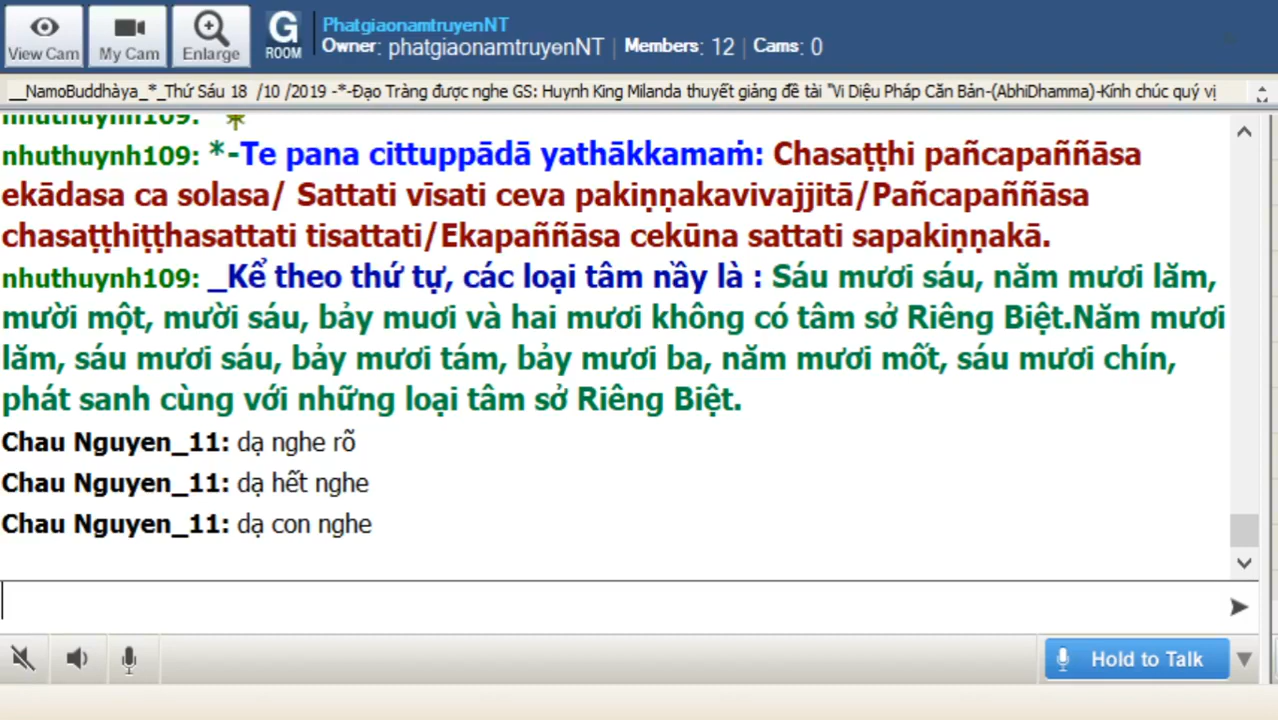 PhatgiaonamtruyenNT
View Cam My Cam Enlarge G ROOM Owner: phatgiaonamtruyenNT | Members: 12 | Cams: 0
__NamoBuddhàya_*_Thứ Sáu 18 /10 /2019 -*-Đạo Tràng được nghe GS: Huynh King Milanda thuyết giảng đề tài "Vi Diệu Pháp Căn Bản-(AbhiDhamma)-Kính chúc quý vị
nhuthuynh109: *
nhuthuynh109: *-Te pana cittuppādā yathākkamaṁ: Chasaṭṭhi pañcapaññāsa
ekādasa ca solasa/ Sattati vīsati ceva pakiṇṇakavivajjitā/Pañcapaññāsa
chasaṭṭhiṭṭhasattati tisattati/Ekapaññāsa cekūna sattati sapakiṇṇakā.
nhuthuynh109: _Kể theo thứ tự, các loại tâm nầy là : Sáu mươi sáu, năm mươi lăm,
mười một, mười sáu, bảy muơi và hai mươi không có tâm sở Riêng Biệt.Năm mươi
lăm, sáu mươi sáu, bảy mươi tám, bảy mươi ba, năm mươi mốt, sáu mươi chín,
phát sanh cùng với những loại tâm sở Riêng Biệt.
Chau Nguyen_11: dạ nghe rõ
Chau Nguyen_11: dạ hết nghe
Chau Nguyen_11: dạ con nghe
Hold to Talk